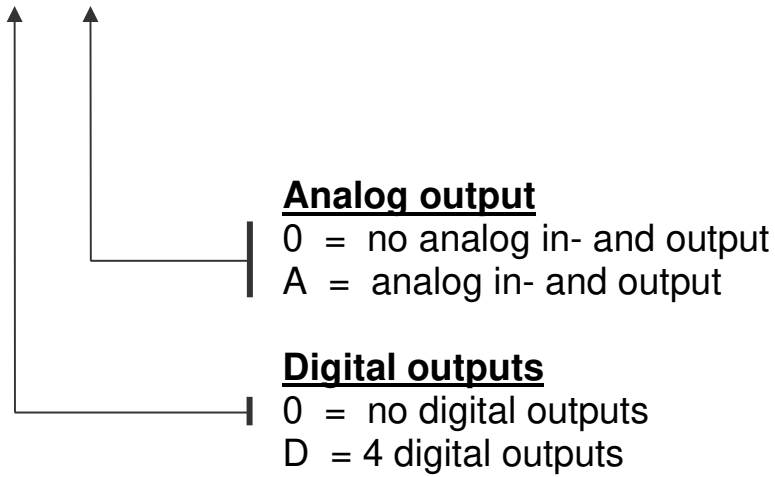 Analog output
0 = no analog in- and output
A = analog in- and output
Digital outputs
0 = no digital outputs
D = 4 digital outputs